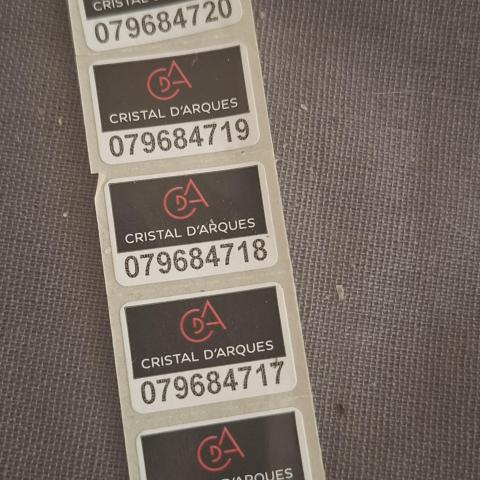 CRISTAL D'ARQUES
079684720
CDA
CRISTAL D'ARQUES
079684719
CDA
CRISTAL D'ARQUES
079684718
CDA
CRISTAL D'ARQUES
079684717
CDA
CRISTAL D'ARQUES